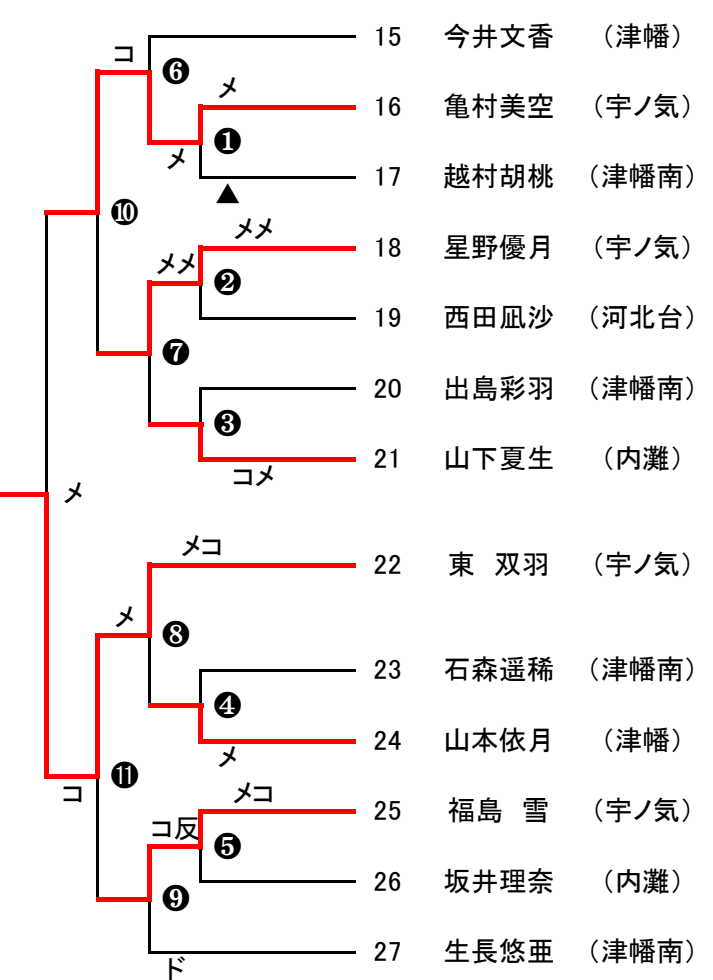 15 今井文香 （津幡）
コ
❻
メ
16 亀村美空 （宇ノ気）
❶
メ
17 越村胡桃 （津幡南）
▲
❿
メメ
18 星野優月 （宇ノ気）
メメ
❷
19 西田凪沙 （河北台）
❼
20 出島彩羽 （津幡南）
❸
21 山下夏生 （内灘）
コメ
メ
メコ
22 東 双羽 （宇ノ気）
メ
❽
23 石森遥稀 （津幡南）
❹
24 山本依月 （津幡）
メ
⓫
コ
メコ
25 福島 雪 （宇ノ気）
コ反
❺
26 坂井理奈 （内灘）
❾
27 生長悠亜 （津幡南）
ド